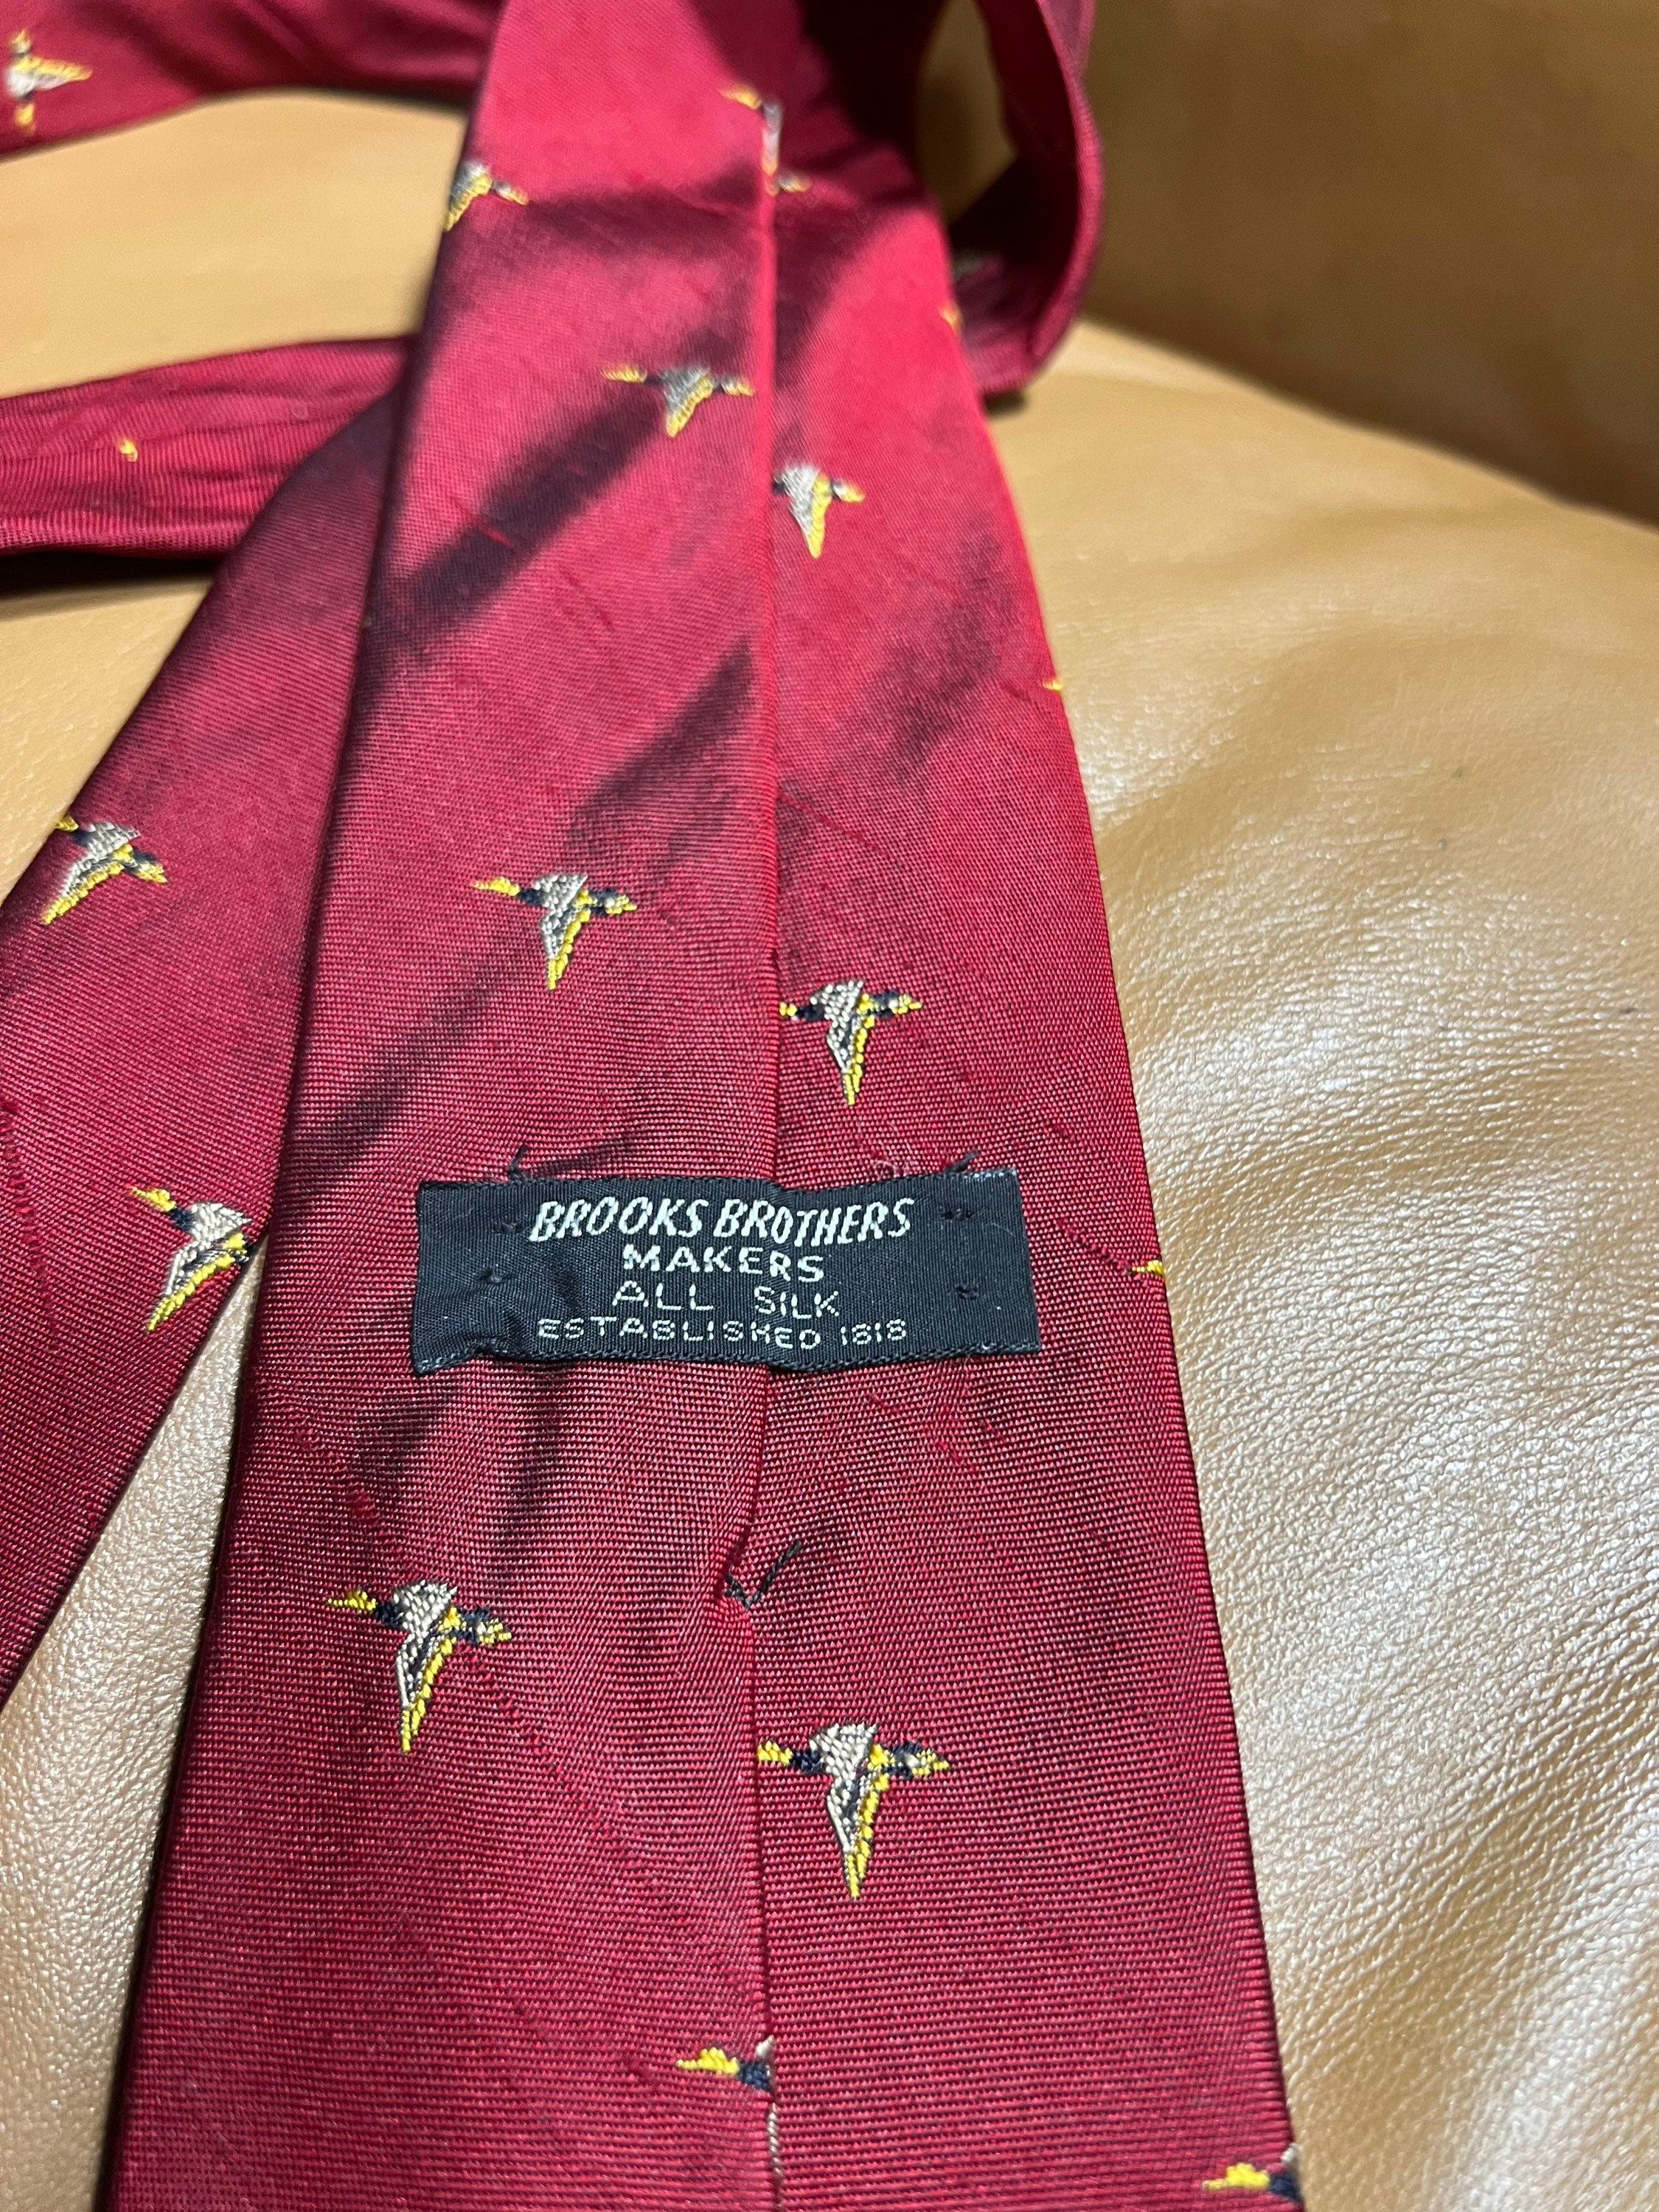 BROOKS BROTHERS
MAKERS
ALL SILK
ESTABLISHED 1818